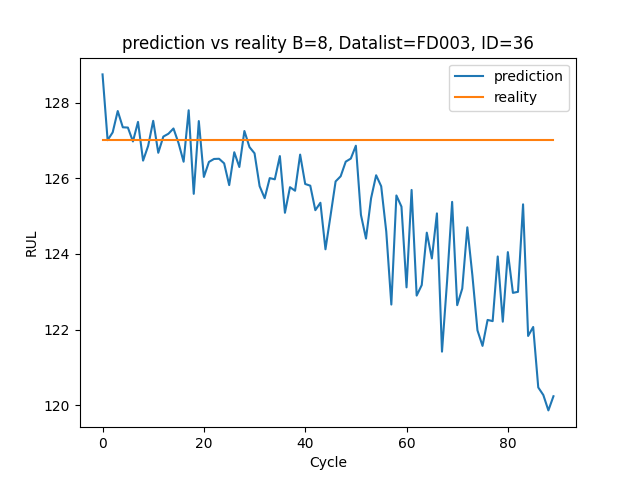 prediction vs reality B=8, Datalist=FD003, ID=36
prediction
reality
128
126
124
122
120
RUL
0 20 40 60 80
Cycle